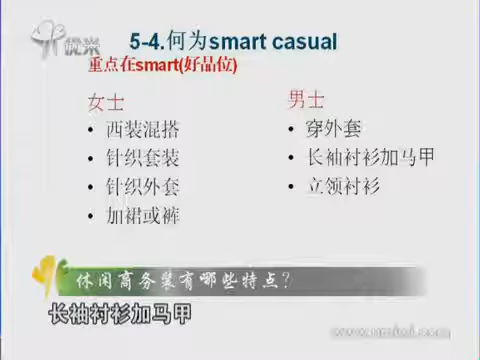 优米
5-4.何为smart casual
重点在smart(好品位)
女士
• 西装混搭
• 针织套装
• 针织外套
• 加裙或裤
男士
• 穿外套
• 长袖衬衫加马甲
• 立领衬衫
休闲商务装有哪些特点?
长袖衬衫加马甲